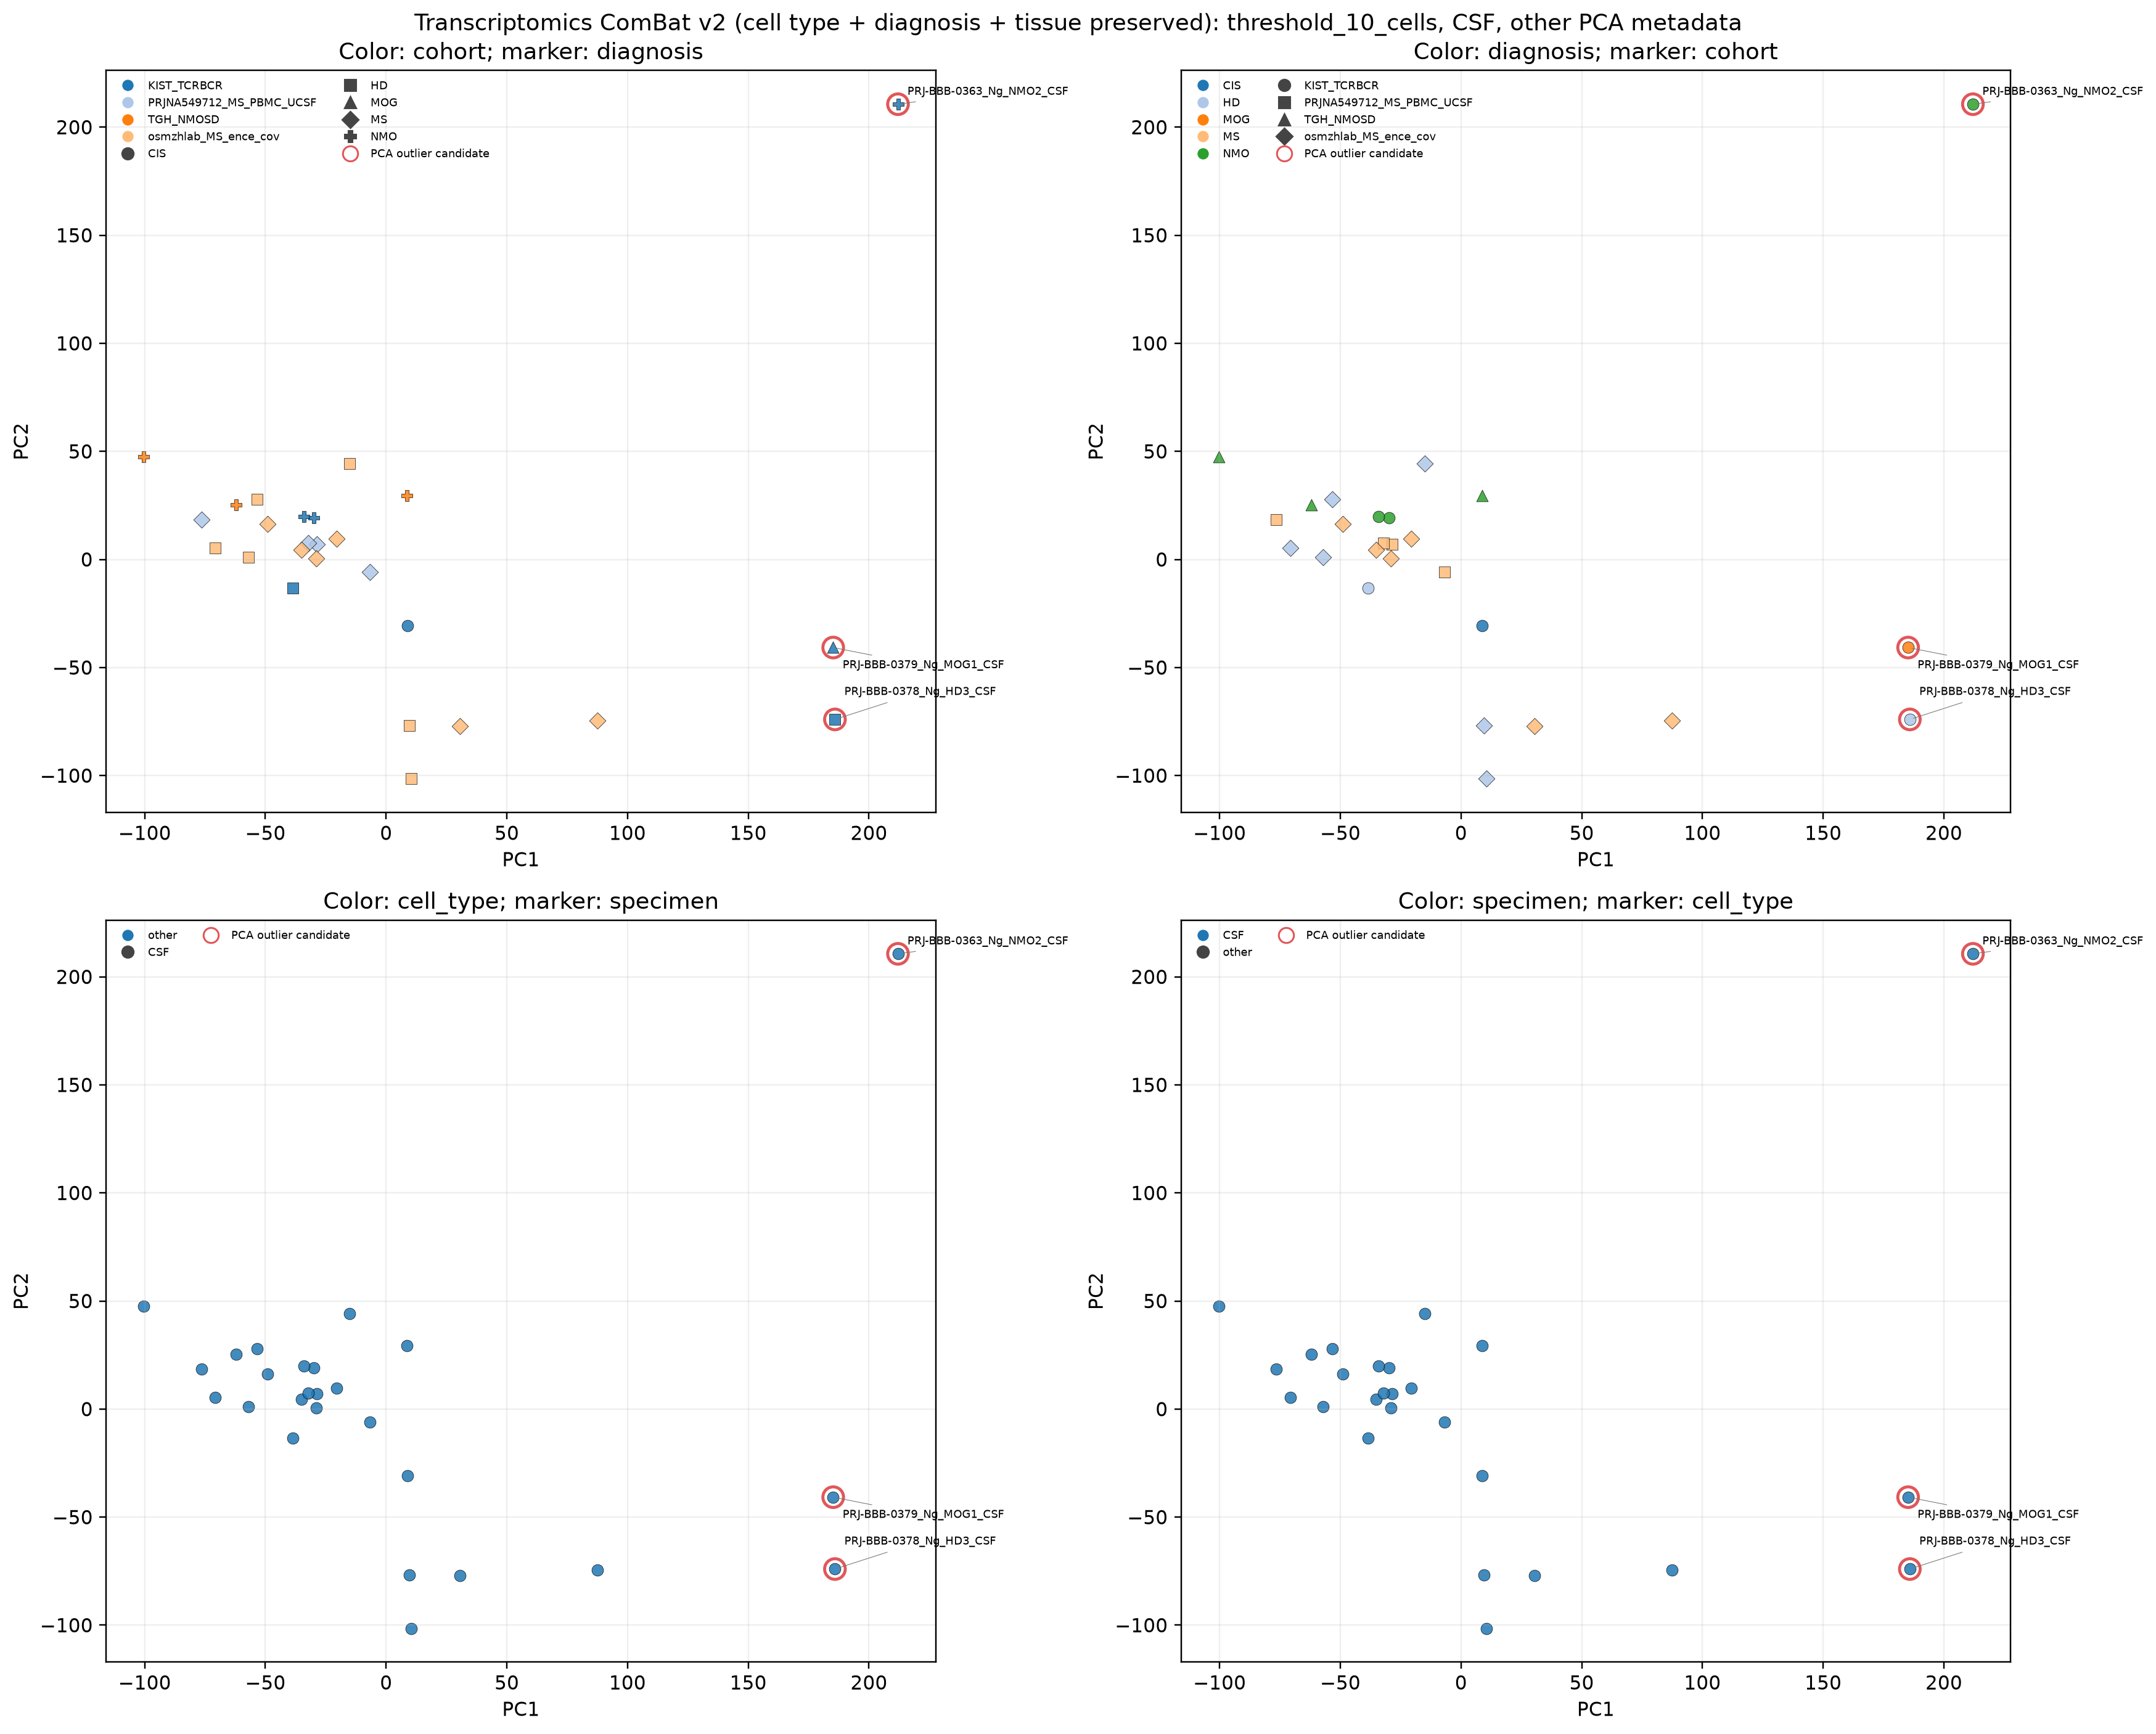 Transcriptomics ComBat v2 (cell type + diagnosis + tissue preserved): threshold_10_cells, CSF, other PCA metadata
Color: cohort; marker: diagnosis
KIST_TCRBCR
PRJNA549712_MS_PBMC_UCSF
TGH_NMOSD
osmzhlab_MS_ence_cov
CIS
HD
MOG
MS
NMO
PCA outlier candidate
PRJ-BBB-0363_Ng_NMO2_CSF
PRJ-BBB-0379_Ng_MOG1_CSF
PRJ-BBB-0378_Ng_HD3_CSF
200
150
100
50
0
−50
−100
PC2
−100 −50 0 50 100 150 200
PC1
Color: diagnosis; marker: cohort
CIS
HD
MOG
MS
NMO
KIST_TCRBCR
PRJNA549712_MS_PBMC_UCSF
TGH_NMOSD
osmzhlab_MS_ence_cov
PCA outlier candidate
PRJ-BBB-0363_Ng_NMO2_CSF
PRJ-BBB-0379_Ng_MOG1_CSF
PRJ-BBB-0378_Ng_HD3_CSF
200
150
100
50
0
−50
−100
PC2
−100 −50 0 50 100 150 200
PC1
Color: cell_type; marker: specimen
other
CSF
PCA outlier candidate
PRJ-BBB-0363_Ng_NMO2_CSF
PRJ-BBB-0379_Ng_MOG1_CSF
PRJ-BBB-0378_Ng_HD3_CSF
200
150
100
50
0
−50
−100
PC2
−100 −50 0 50 100 150 200
PC1
Color: specimen; marker: cell_type
CSF
other
PCA outlier candidate
PRJ-BBB-0363_Ng_NMO2_CSF
PRJ-BBB-0379_Ng_MOG1_CSF
PRJ-BBB-0378_Ng_HD3_CSF
200
150
100
50
0
−50
−100
PC2
−100 −50 0 50 100 150 200
PC1